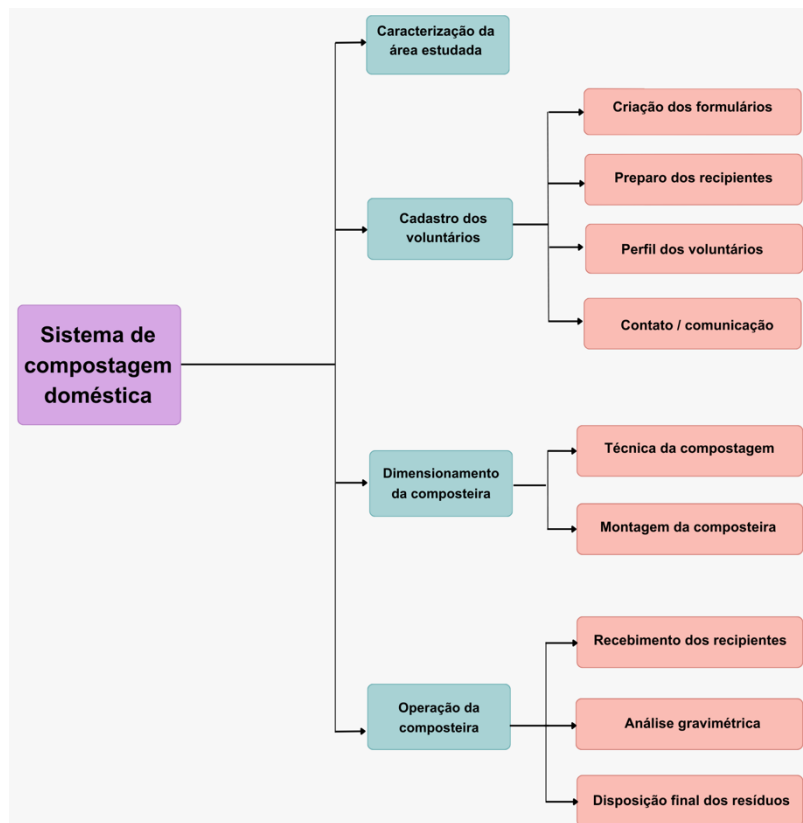 Sistema de
compostagem
doméstica
Caracterização da
área estudada
Cadastro dos
voluntários
Criação dos formulários
Preparo dos recipientes
Perfil dos voluntários
Contato / comunicação
Dimensionamento
da composteira
Técnica da compostagem
Montagem da composteira
Operação da
composteira
Recebimento dos recipientes
Análise gravimétrica
Disposição final dos resíduos